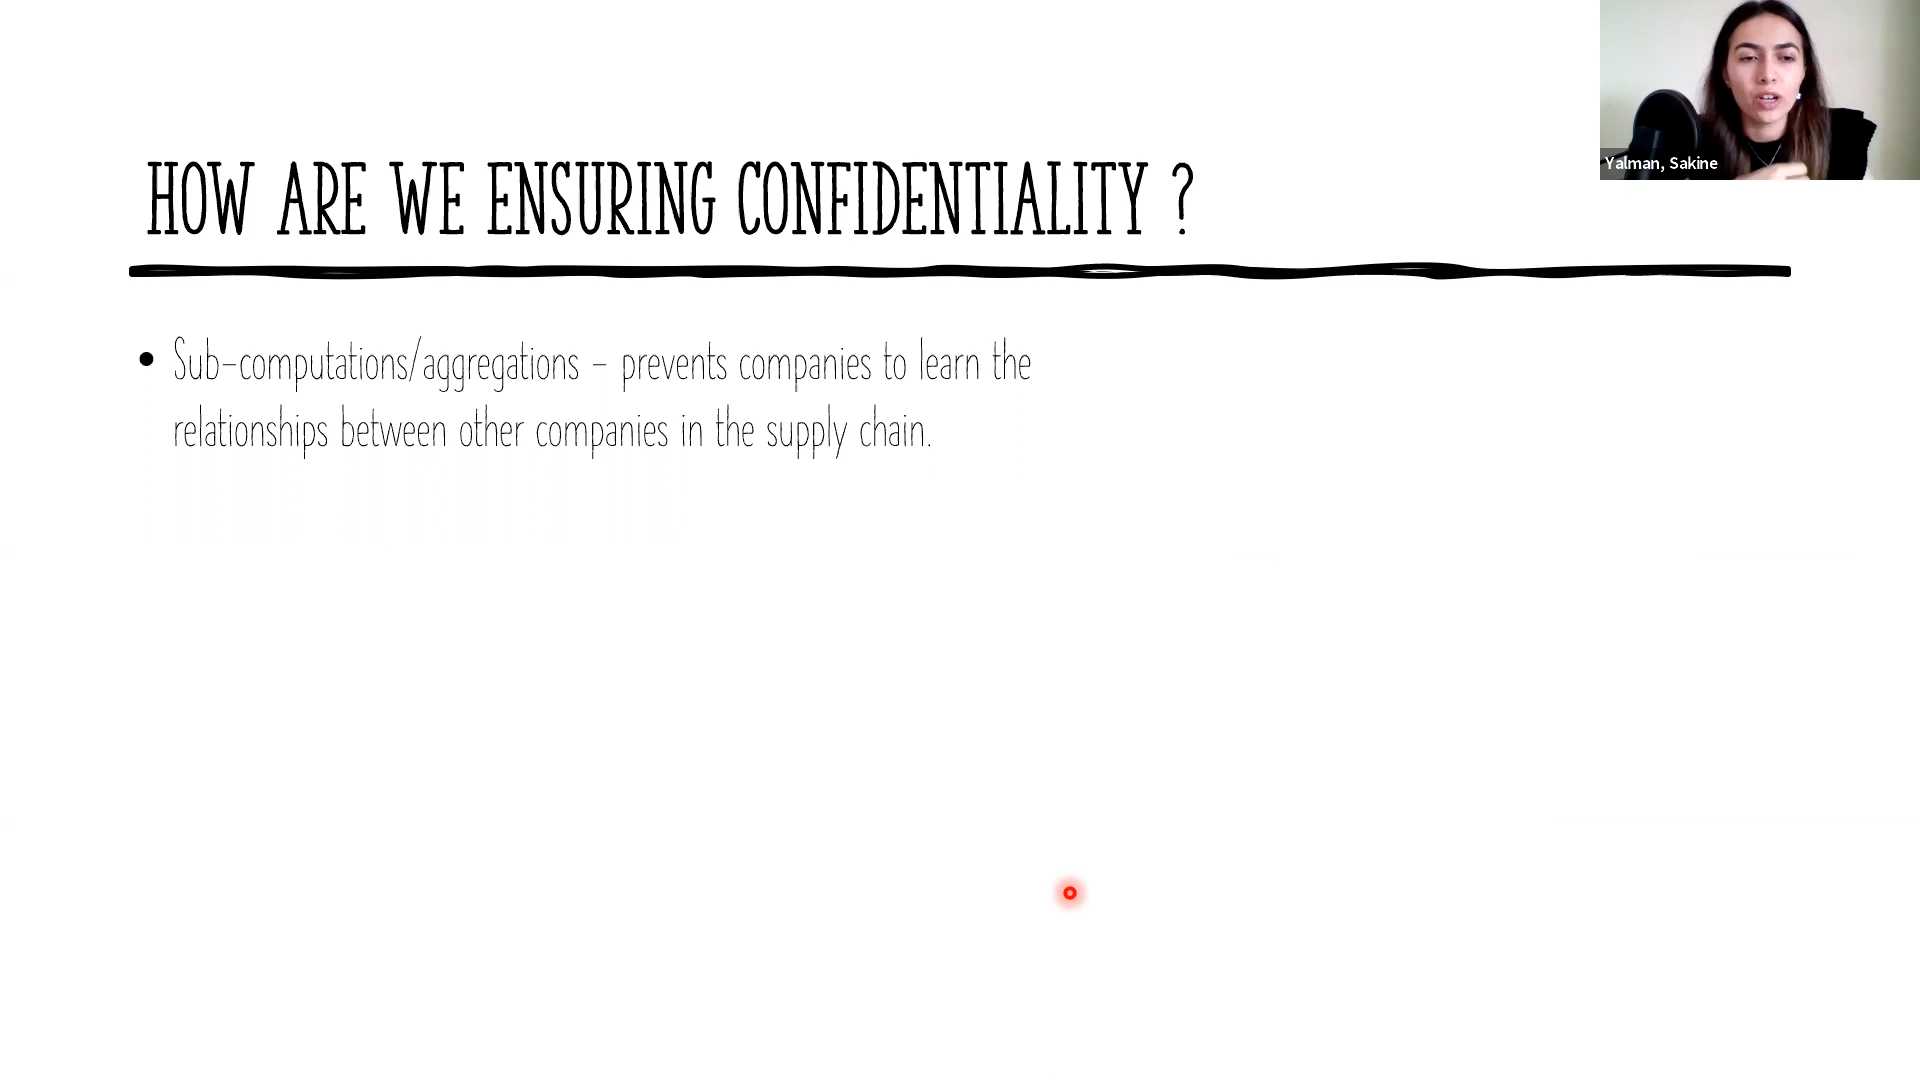 Yalman, Sakine
HOW ARE WE ENSURING CONFIDENTIALITY ?
• Sub-computations/aggregations - prevents companies to learn the
relationships between other companies in the supply chain.